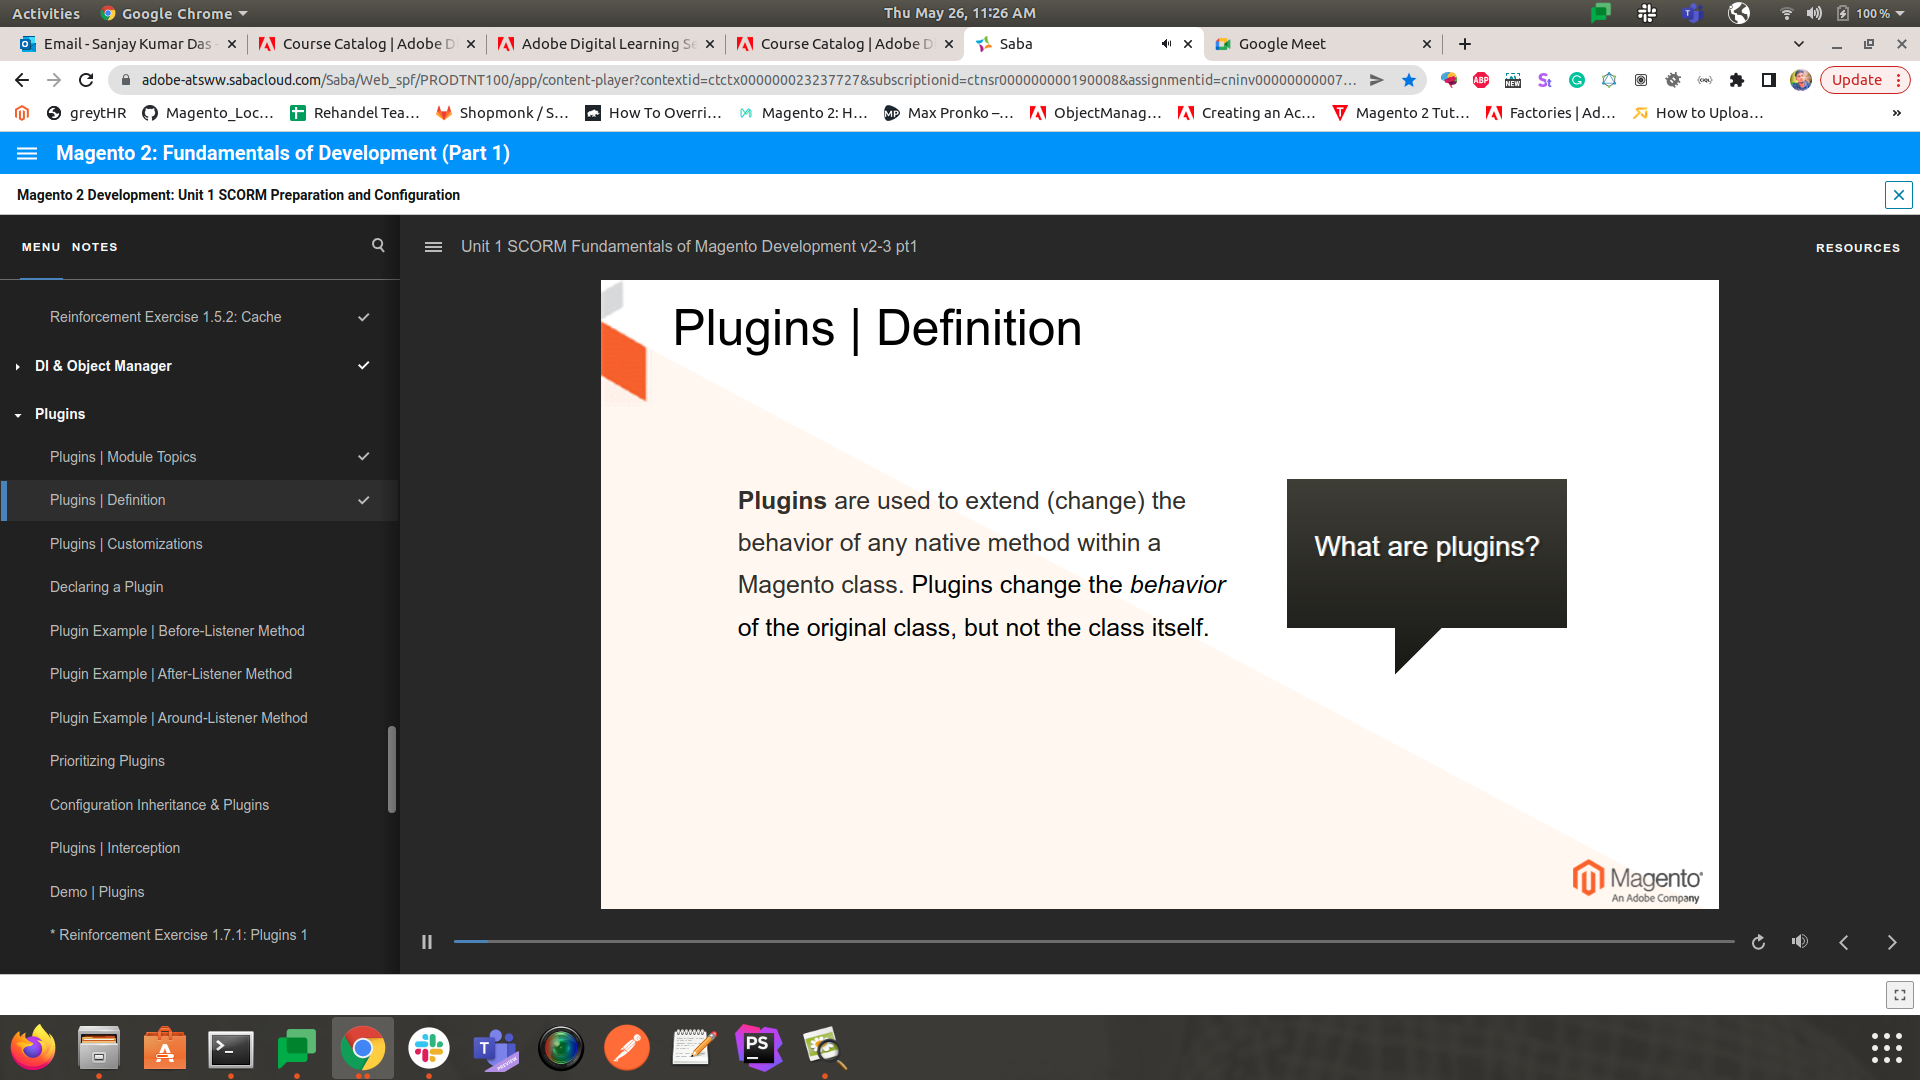 Activities
Google Chrome
Thu May 26, 11:26 AM
100 %
Email - Sanjay Kumar Das -
Course Catalog | Adobe D
Adobe Digital Learning Se
Course Catalog | Adobe D
Saba
Google Meet
adobe-atsww.sabacloud.com/Saba/Web_spf/PRODTNT100/app/content-player?contextid=ctctx000000023237727&subscriptionid=ctnsr000000000190008&assignmentid=cninv00000000007...
ABP
NEW
Update
greytHR
Magento_Loc...
Rehandel Tea...
Shopmonk / S...
How To Overri...
Magento 2: H...
Max Pronko –...
ObjectManag...
Creating an Ac...
Magento 2 Tut...
Factories | Ad...
How to Uploa...
»
Magento 2: Fundamentals of Development (Part 1)
Magento 2 Development: Unit 1 SCORM Preparation and Configuration
MENU
NOTES
Unit 1 SCORM Fundamentals of Magento Development v2-3 pt1
RESOURCES
Reinforcement Exercise 1.5.2: Cache
DI & Object Manager
Plugins
Plugins | Module Topics
Plugins | Definition
Plugins | Customizations
Declaring a Plugin
Plugin Example | Before-Listener Method
Plugin Example | After-Listener Method
Plugin Example | Around-Listener Method
Prioritizing Plugins
Configuration Inheritance & Plugins
Plugins | Interception
Demo | Plugins
* Reinforcement Exercise 1.7.1: Plugins 1
Plugins | Definition
Plugins are used to extend (change) the
behavior of any native method within a
Magento class. Plugins change the behavior
of the original class, but not the class itself.
What are plugins?
Magento
An Adobe Company
PS